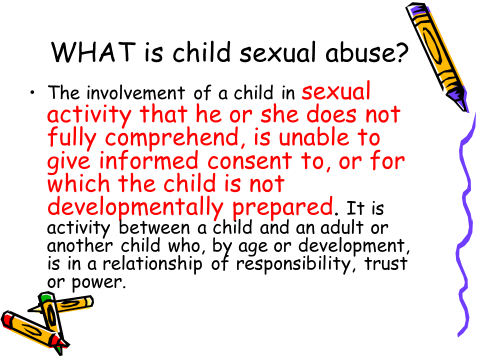 WHAT is child sexual abuse?
• The involvement of a child in sexual
activity that he or she does not
fully comprehend, is unable to
give informed consent to, or for
which the child is not
developmentally prepared. It is
activity between a child and an adult or
another child who, by age or development,
is in a relationship of responsibility, trust
or power.